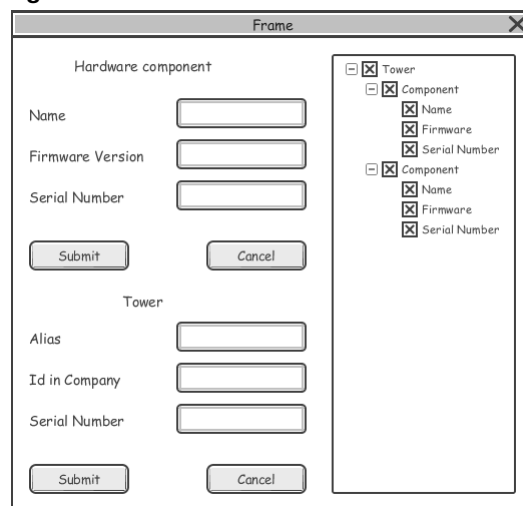 Frame
Hardware component
Name
Firmware Version
Serial Number
Submit Cancel
Tower
Alias
Id in Company
Serial Number
Submit Cancel
Tower
Component
Name
Firmware
Serial Number
Component
Name
Firmware
Serial Number